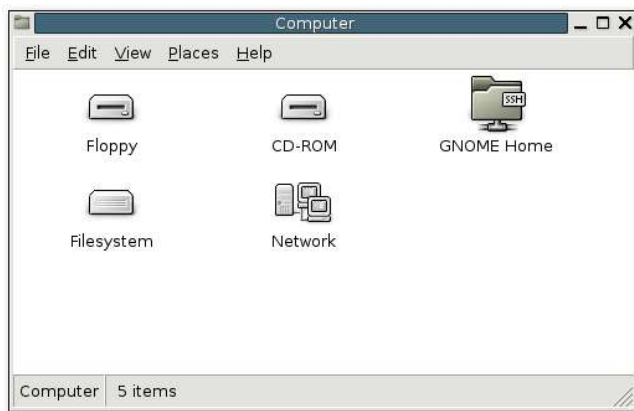 Computer
File Edit View Places Help
SSH
Floppy CD-ROM GNOME Home
Filesystem Network
Computer 5 items